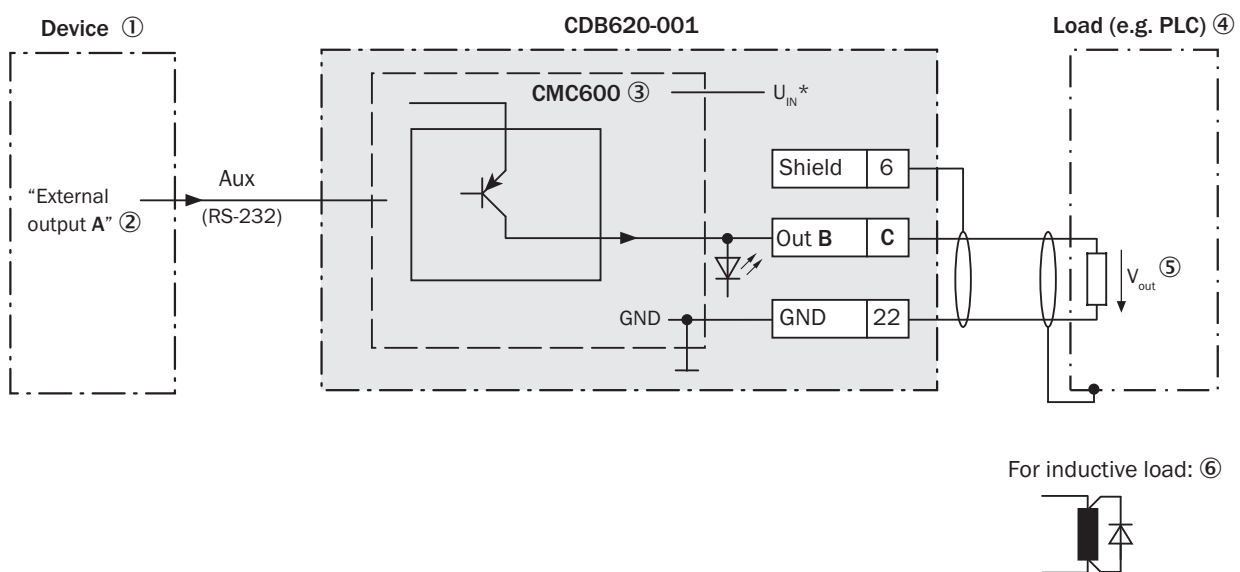 Device ①
CDB620-001
Load (e.g. PLC) ④
CMC600 ③
U_IN*
Shield 6
Aux
(RS-232)
"External
output A" ②
Out B C
V_out ⑤
GND
GND 22
For inductive load: ⑥